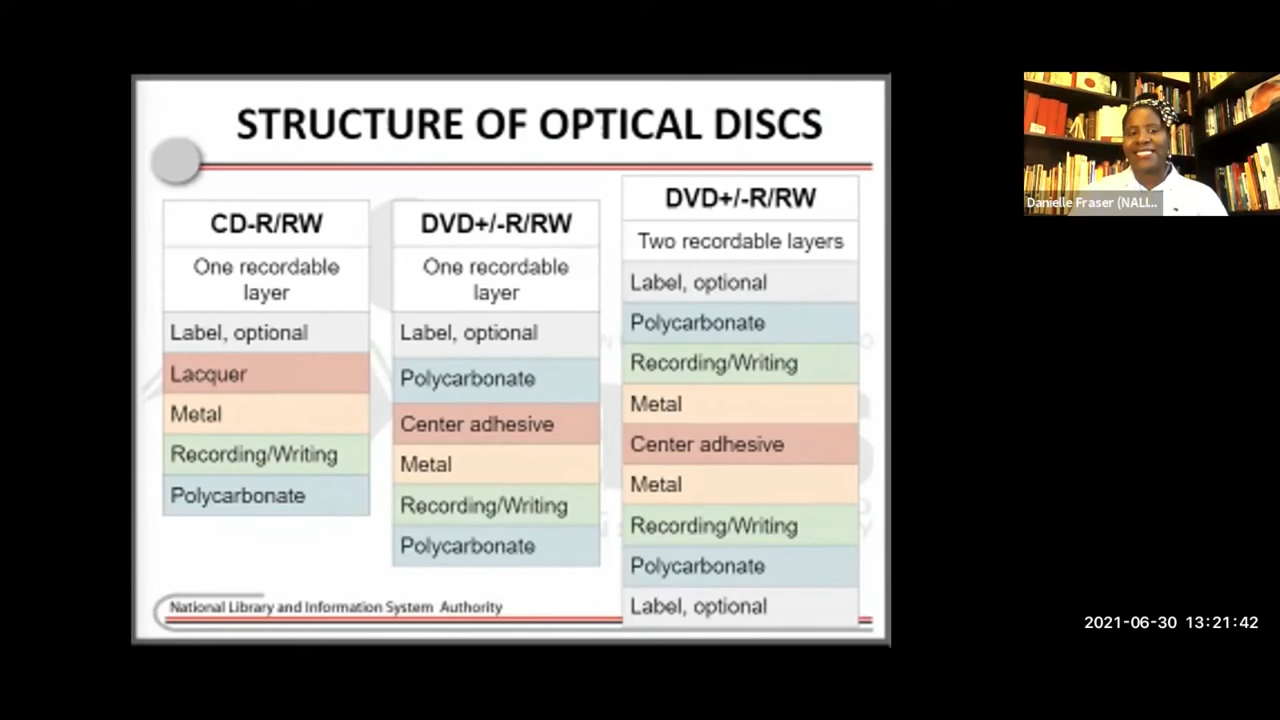 STRUCTURE OF OPTICAL DISCS
CD-R/RW
One recordable
layer
Label, optional
Lacquer
Metal
Recording/Writing
Polycarbonate
DVD+/-R/RW
One recordable
layer
Label, optional
Polycarbonate
Center adhesive
Metal
Recording/Writing
Polycarbonate
DVD+/-R/RW
Two recordable layers
Label, optional
Polycarbonate
Recording/Writing
Metal
Center adhesive
Metal
Recording/Writing
Polycarbonate
Label, optional
National Library and Information System Authority
Danielle Fraser (NALI...
2021-06-30 13:21:42